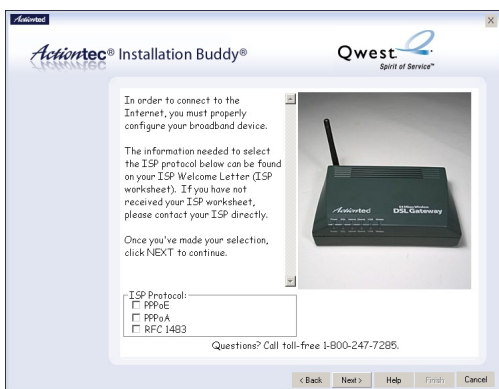 Actiontec
Actiontec® Installation Buddy®
Qwest.
Spirit of Service™
In order to connect to the
Internet, you must properly
configure your broadband device.
The information needed to select
the ISP protocol below can be found
on your ISP Welcome Letter (ISP
worksheet). If you have not
received your ISP worksheet,
please contact your ISP directly.
Once you've made your selection,
click NEXT to continue.
Actiontec
DSL Gateway
ISP Protocol:
PPPoE
PPPoA
RFC 1483
Questions? Call toll-free 1-800-247-7285.
< Back
Next >
Help
Finish
Cancel